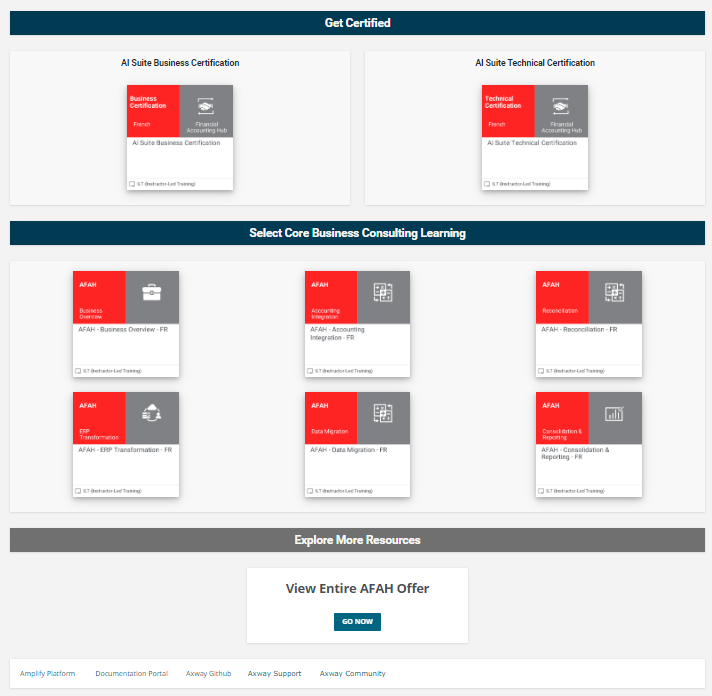 Get Certified
AI Suite Business Certification
AI Suite Technical Certification
Business
Certification
French
Financial
Accounting Hub
AI Suite Business Certification
ILT (Instructor-Led Training)
Technical
Certification
French
Financial
Accounting Hub
AI Suite Technical Certification
ILT (Instructor-Led Training)
Select Core Business Consulting Learning
AFAH
Business
Overview
AFAH - Business Overview - FR
ILT (Instructor-Led Training)
AFAH
Accounting
Integration
AFAH - Accounting
Integration - FR
ILT (Instructor-Led Training)
AFAH
Reconciliation
AFAH - Reconciliation - FR
ILT (Instructor-Led Training)
AFAH
ERP
Transformation
AFAH - ERP Transformation - FR
ILT (Instructor-Led Training)
AFAH
Data Migration
AFAH - Data Migration - FR
ILT (Instructor-Led Training)
AFAH
Consolidation &
Reporting
AFAH - Consolidation &
Reporting - FR
ILT (Instructor-Led Training)
Explore More Resources
View Entire AFAH Offer
GO NOW
Amplify Platform Documentation Portal Axway Github Axway Support Axway Community